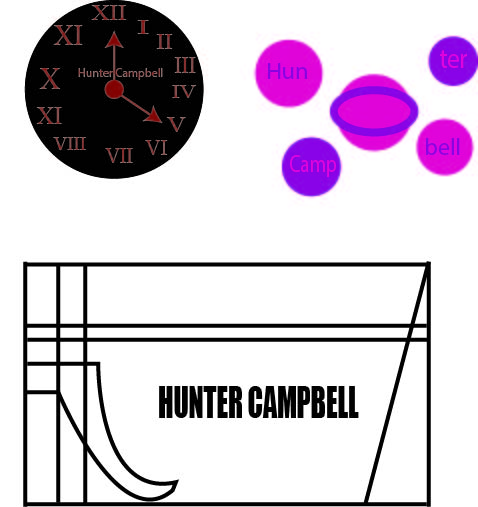 XII
I
II
III
IV
V
VI
VII
VIII
XI
X
XI
Hunter Campbell
Hun
ter
Camp
bell
HUNTER CAMPBELL